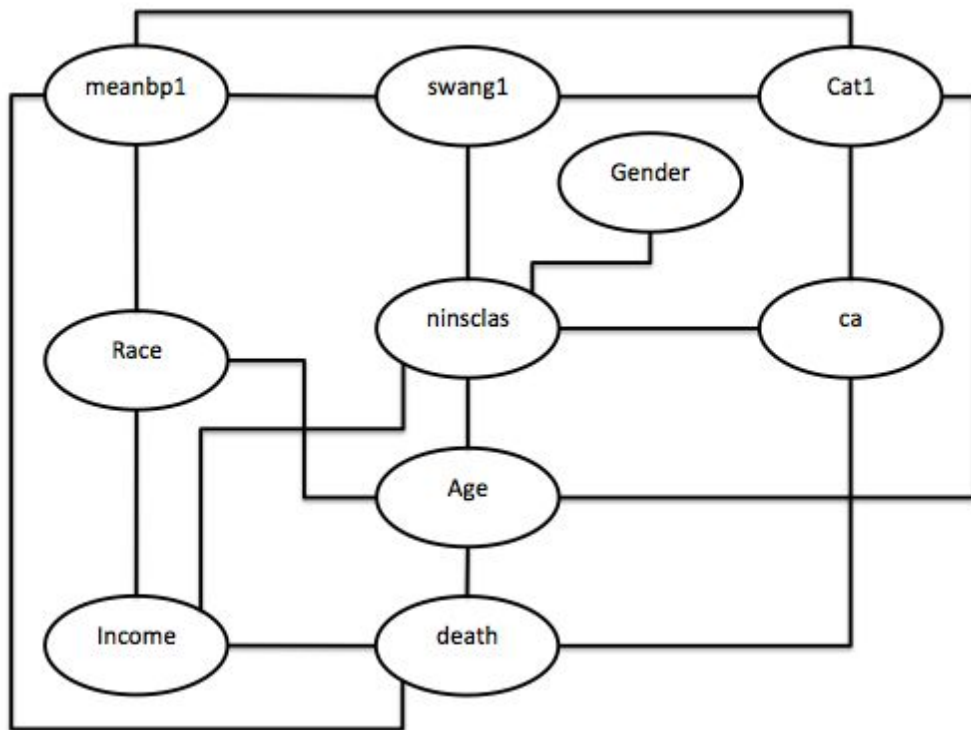 meanbp1
swang1
Cat1
Gender
ninsclas
ca
Race
Age
Income
death